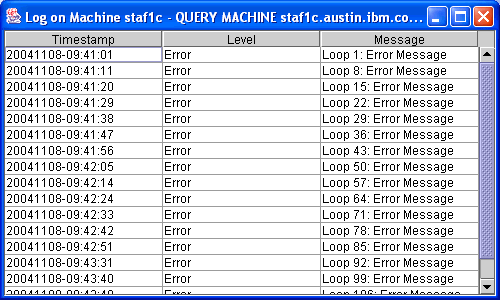 Log on Machine staf1c - QUERY MACHINE staf1c.austin.ibm.co...
Timestamp Level Message
20041108-09:41:01 Error Loop 1: Error Message
20041108-09:41:11 Error Loop 8: Error Message
20041108-09:41:20 Error Loop 15: Error Message
20041108-09:41:29 Error Loop 22: Error Message
20041108-09:41:38 Error Loop 29: Error Message
20041108-09:41:47 Error Loop 36: Error Message
20041108-09:41:56 Error Loop 43: Error Message
20041108-09:42:05 Error Loop 50: Error Message
20041108-09:42:14 Error Loop 57: Error Message
20041108-09:42:24 Error Loop 64: Error Message
20041108-09:42:33 Error Loop 71: Error Message
20041108-09:42:42 Error Loop 78: Error Message
20041108-09:42:51 Error Loop 85: Error Message
20041108-09:43:31 Error Loop 92: Error Message
20041108-09:43:40 Error Loop 99: Error Message
Error Loop 106: Error Message